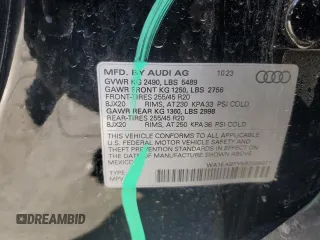 MFD. BY AUDI AG 10/23
GVWR KG 2490, LBS 5489
GAWR FRONT KG 1250, LBS 2756
FRONT-TIRES 255/45 R20
8JX20 RIMS, AT 230 KPA 33 PSI COLD
GAWR REAR KG 1360, LBS 2998
REAR-TIRES 255/45 R20
8JX20 RIMS, AT 250 KPA 36 PSI COLD
THIS VEHICLE CONFORMS TO ALL APPLICABLE
U.S. FEDERAL MOTOR VEHICLE
SAFETY AND THEFT PREVENTION STANDARDS
IN EFFECT ON THE DATE OF
MANUFACTURE SHOWN ABOVE
TYPE
MPV
DREAMBID